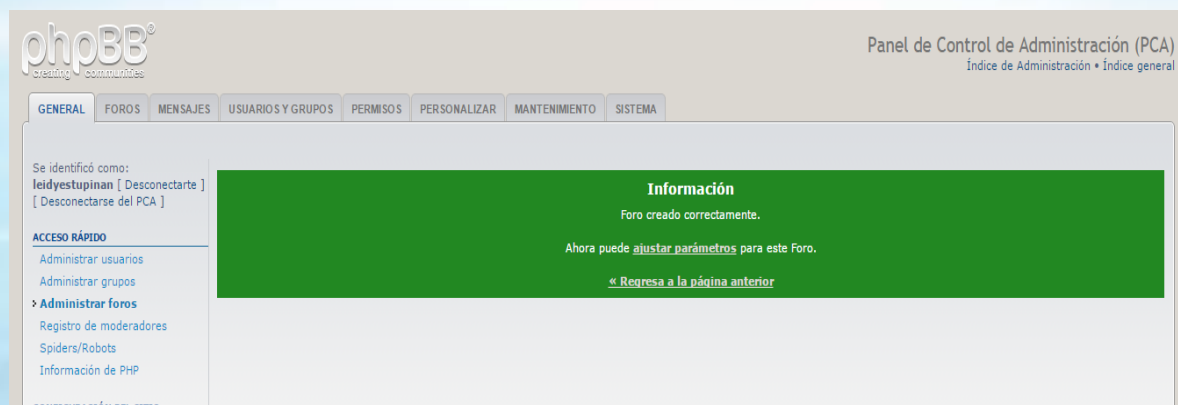 phpBB®
creating communities
Panel de Control de Administración (PCA)
Índice de Administración • Índice general
GENERAL FOROS MENSAJES USUARIOS Y GRUPOS PERMISOS PERSONALIZAR MANTENIMIENTO SISTEMA
Se identificó como:
leidyestupinan [ Desconectarte ]
[ Desconectarse del PCA ]
ACCESO RÁPIDO
Administrar usuarios
Administrar grupos
Administrar foros
Registro de moderadores
Spiders/Robots
Información de PHP
Información
Foro creado correctamente.
Ahora puede ajustar parámetros para este Foro.
« Regresa a la página anterior